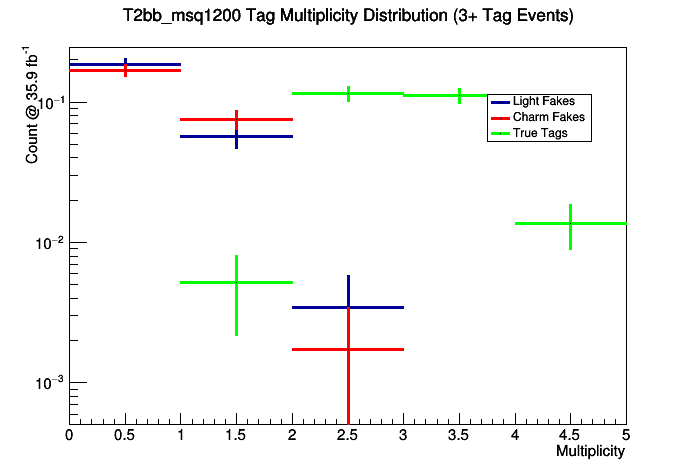 T2bb_msq1200 Tag Multiplicity Distribution (3+ Tag Events)
Count @ 35.9 fb⁻¹
10⁻¹
10⁻²
10⁻³
Light Fakes
Charm Fakes
True Tags
0 0.5 1 1.5 2 2.5 3 3.5 4 4.5 5
Multiplicity